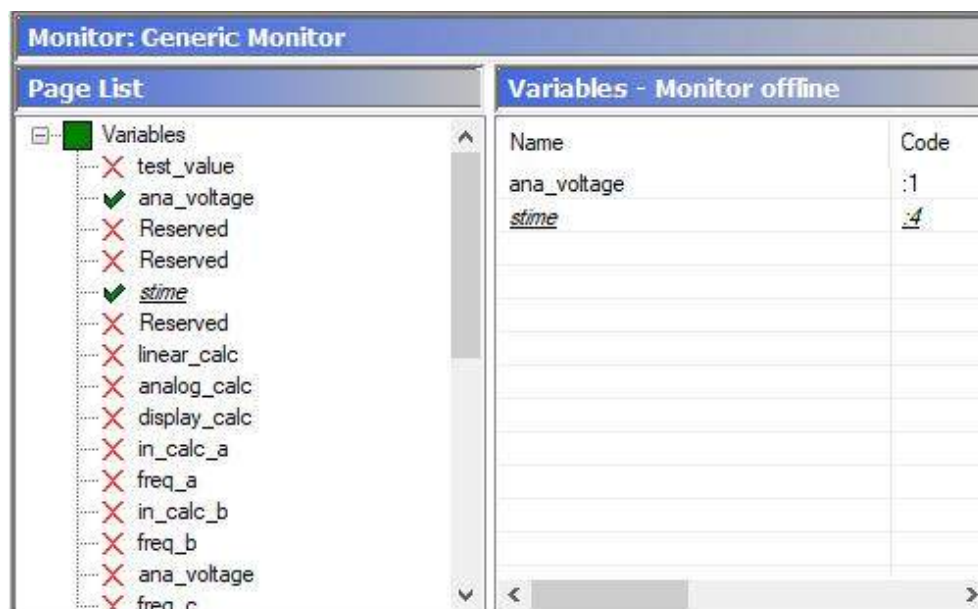 Monitor: Generic Monitor
Page List
Variables
test_value
ana_voltage
Reserved
Reserved
stime
Reserved
linear_calc
analog_calc
display_calc
in_calc_a
freq_a
in_calc_b
freq_b
ana_voltage
freq_c
Variables - Monitor offline
Name Code
ana_voltage :1
stime :4